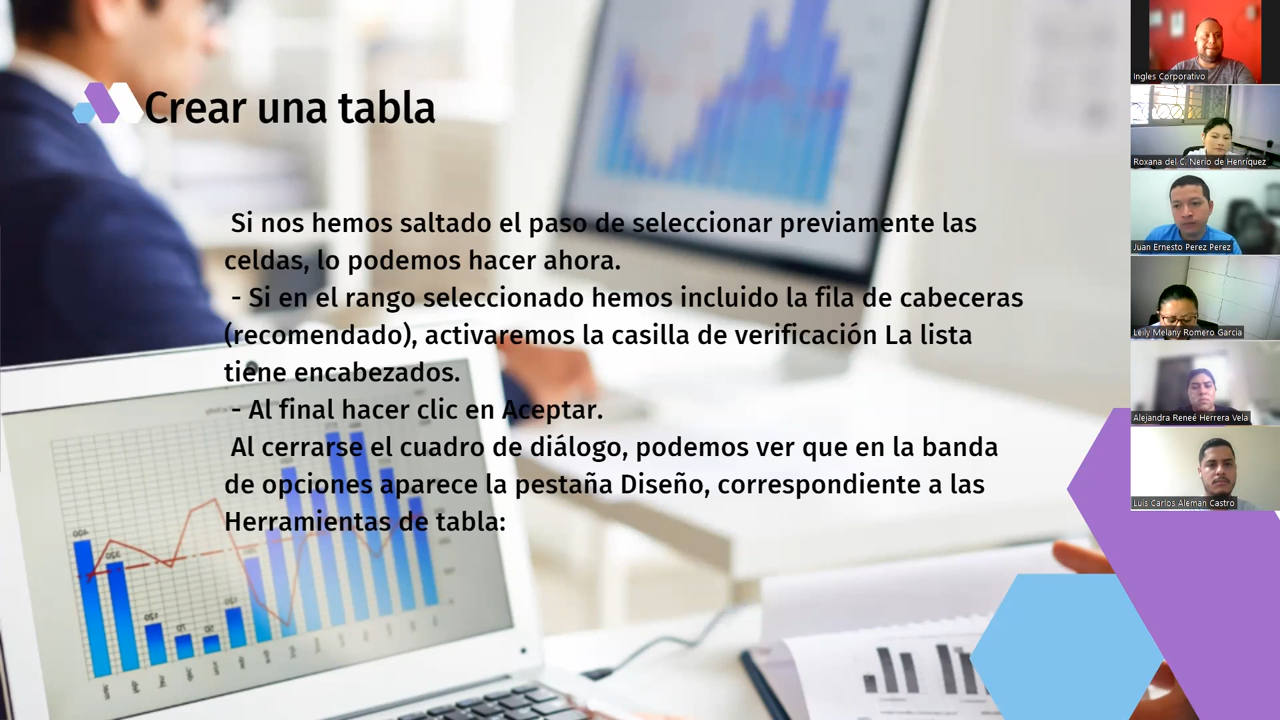 Crear una tabla
Si nos hemos saltado el paso de seleccionar previamente las
celdas, lo podemos hacer ahora.
- Si en el rango seleccionado hemos incluido la fila de cabeceras
(recomendado), activaremos la casilla de verificación La lista
tiene encabezados.
- Al final hacer clic en Aceptar.
Al cerrarse el cuadro de diálogo, podemos ver que en la banda
de opciones aparece la pestaña Diseño, correspondiente a las
Herramientas de tabla:
Ingles Corporativo
Roxana del C. Nerio de Henríquez
Juan Ernesto Perez Perez
Leily Melany Romero Garcia
Alejandra Reneé Herrera Vela
Luis Carlos Aleman Castro